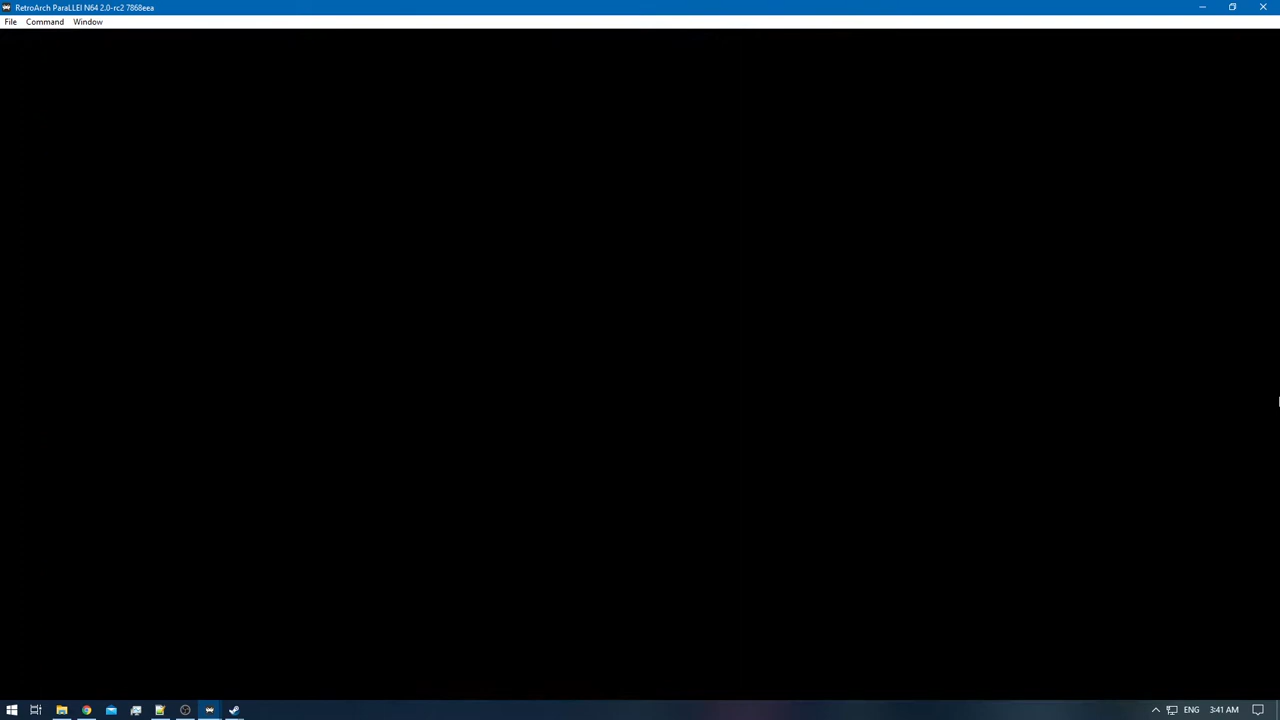 RetroArch ParaLLEl N64 2.0-rc2 7868eea
File Command Window
ENG 3:41 AM